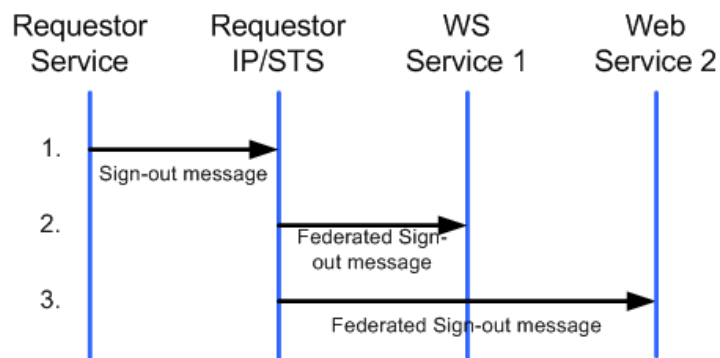 Requestor Service
Requestor IP/STS
WS Service 1
Web Service 2
1.
Sign-out message
2.
Federated Sign-
out message
3.
Federated Sign-out message